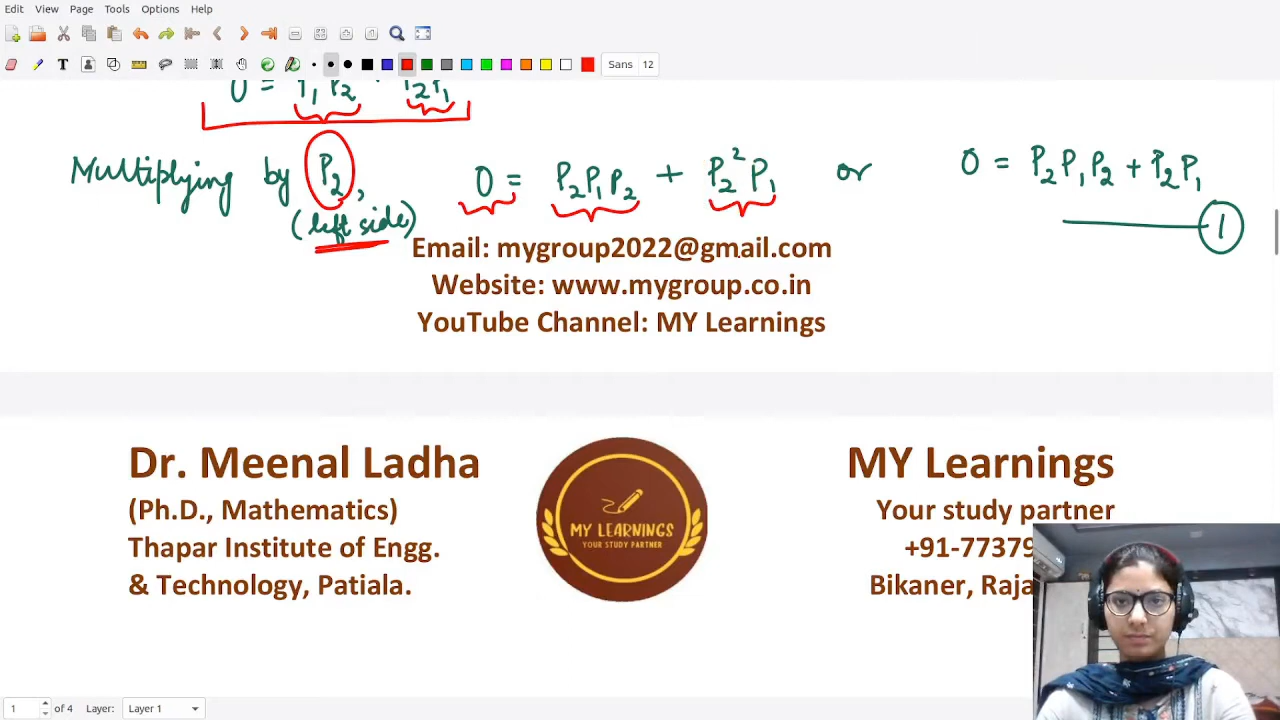 Edit View Page Tools Options Help
Sans 12
0 = P₁P₂ + P₂P₁
Multiplying by P₂, 0 = P₂P₁P₂ + P₂²P₁ or 0 = P₂P₁P₂ + P₂P₁
(left side) 1
Email: mygroup2022@gmail.com
Website: www.mygroup.co.in
YouTube Channel: MY Learnings
Dr. Meenal Ladha
(Ph.D., Mathematics)
Thapar Institute of Engg.
& Technology, Patiala.
MY LEARNINGS
YOUR STUDY PARTNER
MY Learnings
Your study partner
+91-77379
Bikaner, Raja
1 of 4 Layer: Layer 1